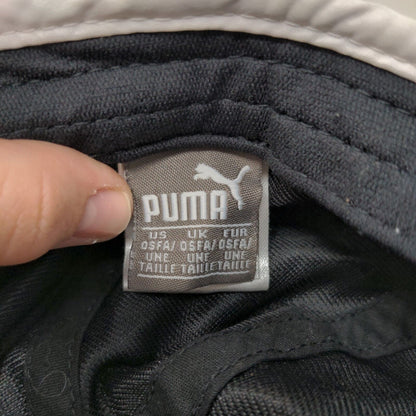 PUMA
US UK EUR
OSFA/ OSFA/ OSFA/
UNE UNE UNE
TAILLE TAILLE TAILLE